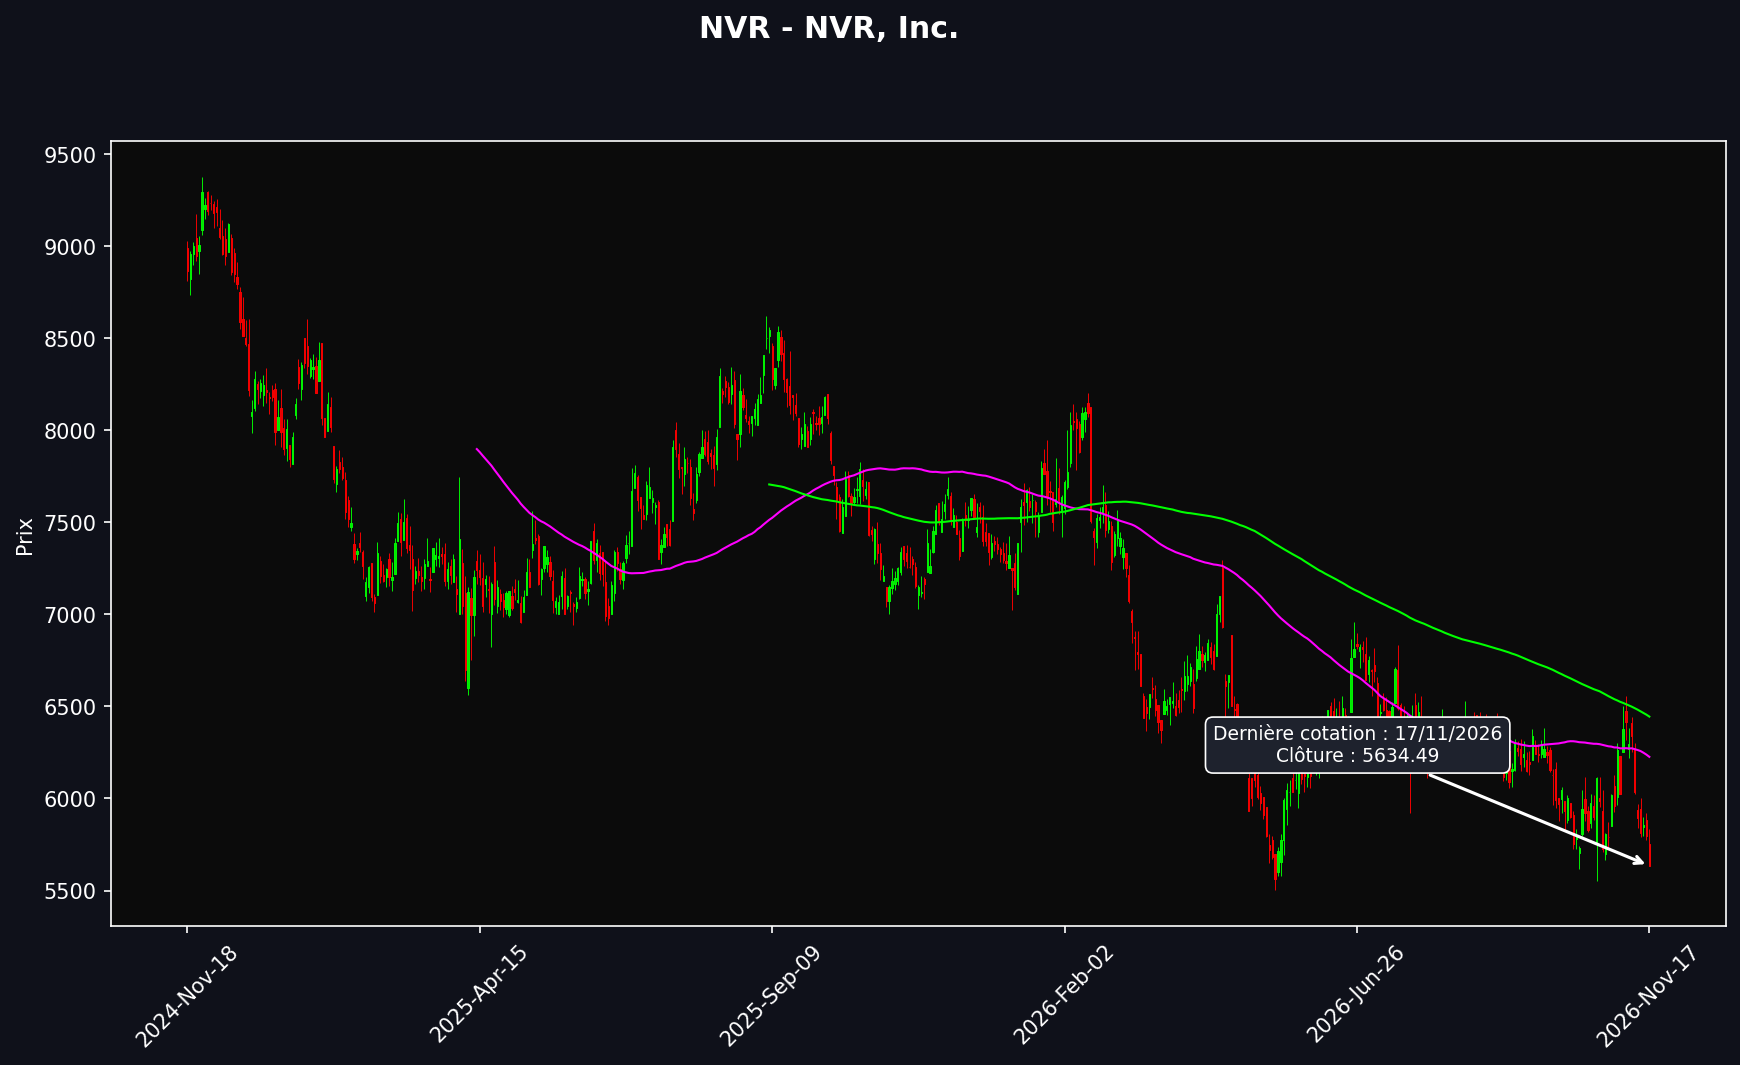 NVR - NVR, Inc.
Prix
9500
9000
8500
8000
7500
7000
6500
6000
5500
Dernière cotation : 17/11/2026
Clôture : 5634.49
2024-Nov-18
2025-Apr-15
2025-Sep-09
2026-Feb-02
2026-Jun-26
2026-Nov-17